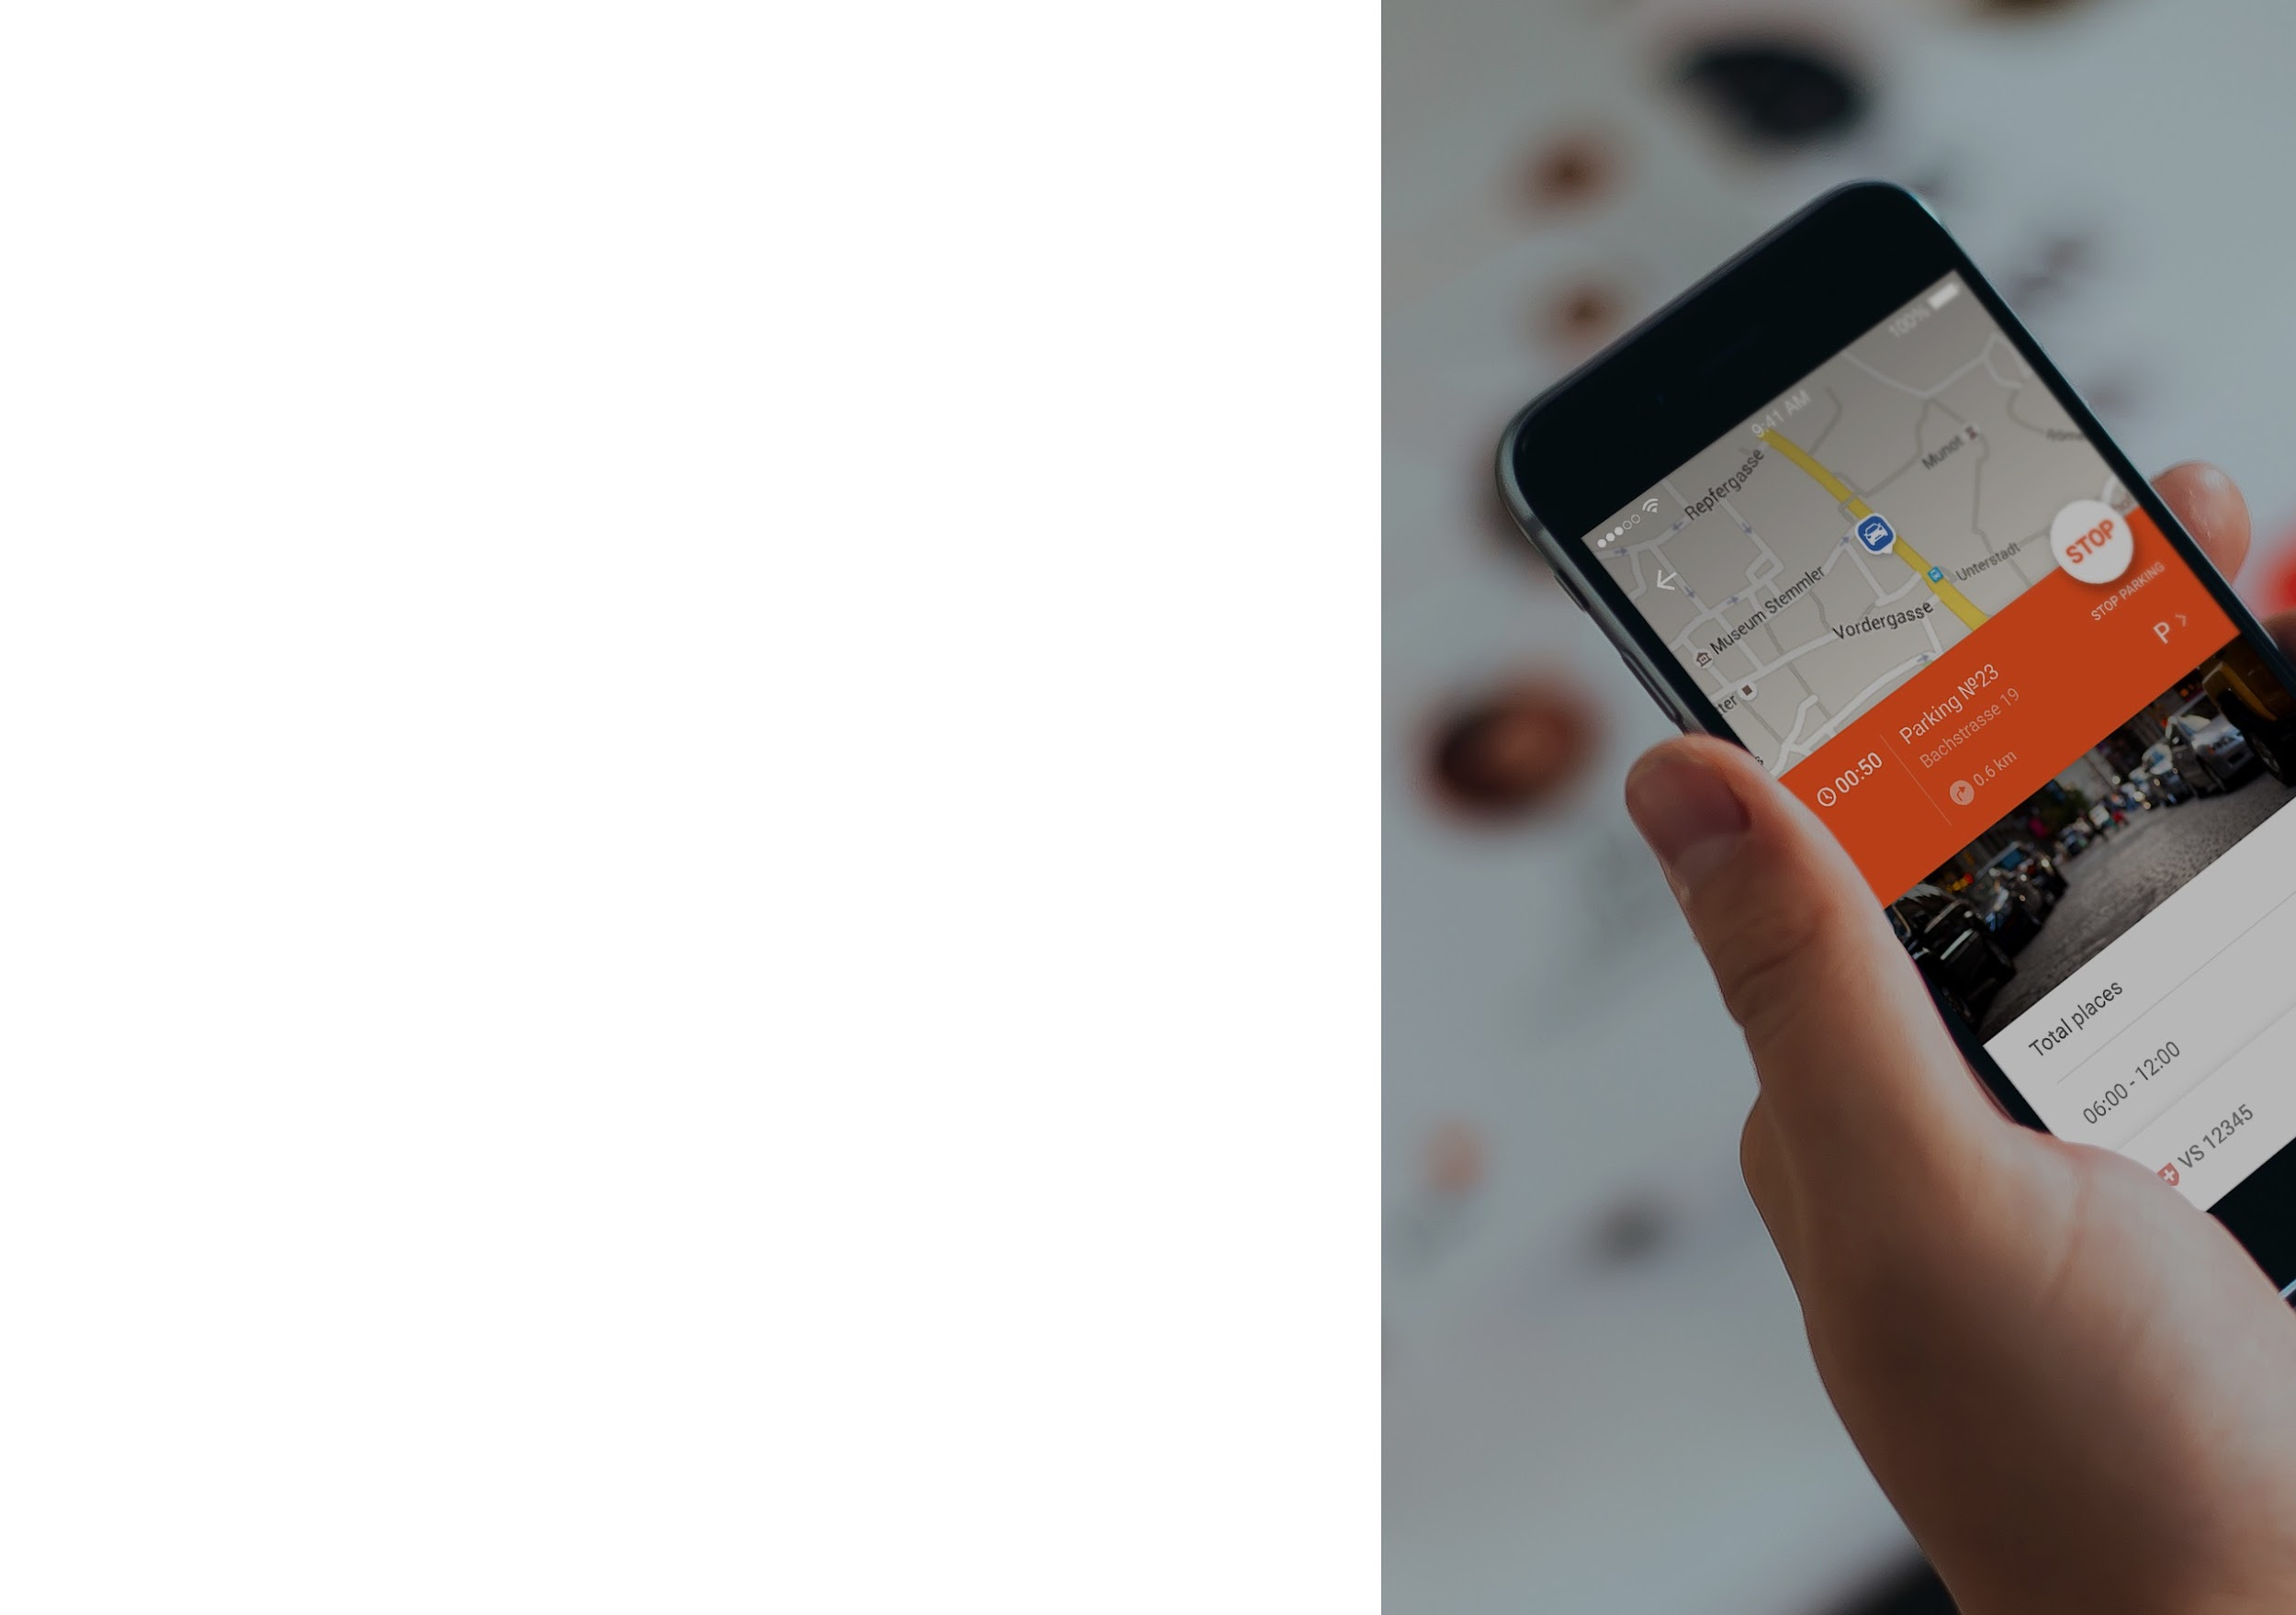 100%
9:41 AM
Repfergasse
Munot
Museum Stemmler
Unterstadt
Vordergasse
STOP
STOP PARKING
P
00:50
Parking №23
Bachstrasse 19
0.6 km
Total places
06:00 - 12:00
VS 12345